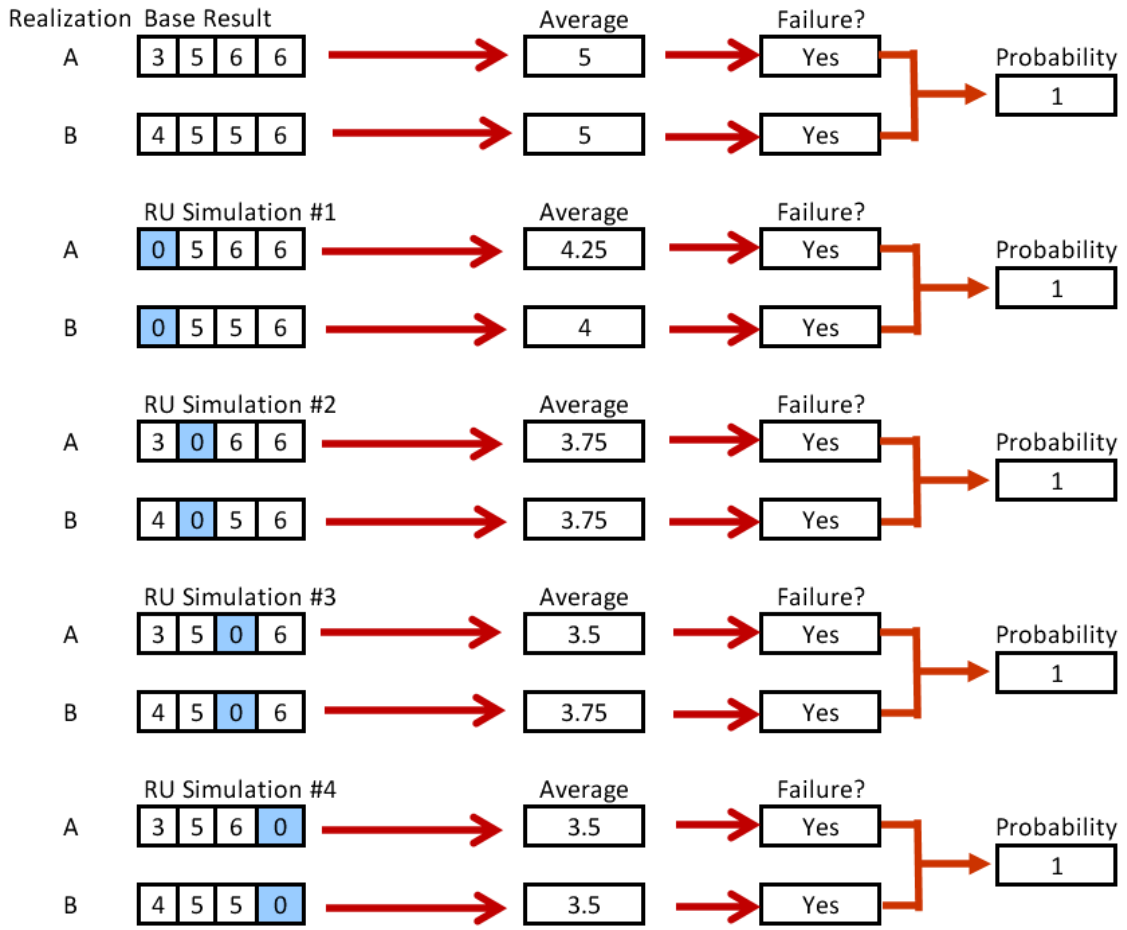 Realization Base Result Average Failure?
A 3 5 6 6 5 Yes
Probability
1
B 4 5 5 6 5 Yes
RU Simulation #1 Average Failure?
A 0 5 6 6 4.25 Yes
Probability
1
B 0 5 5 6 4 Yes
RU Simulation #2 Average Failure?
A 3 0 6 6 3.75 Yes
Probability
1
B 4 0 5 6 3.75 Yes
RU Simulation #3 Average Failure?
A 3 5 0 6 3.5 Yes
Probability
1
B 4 5 0 6 3.75 Yes
RU Simulation #4 Average Failure?
A 3 5 6 0 3.5 Yes
Probability
1
B 4 5 5 0 3.5 Yes